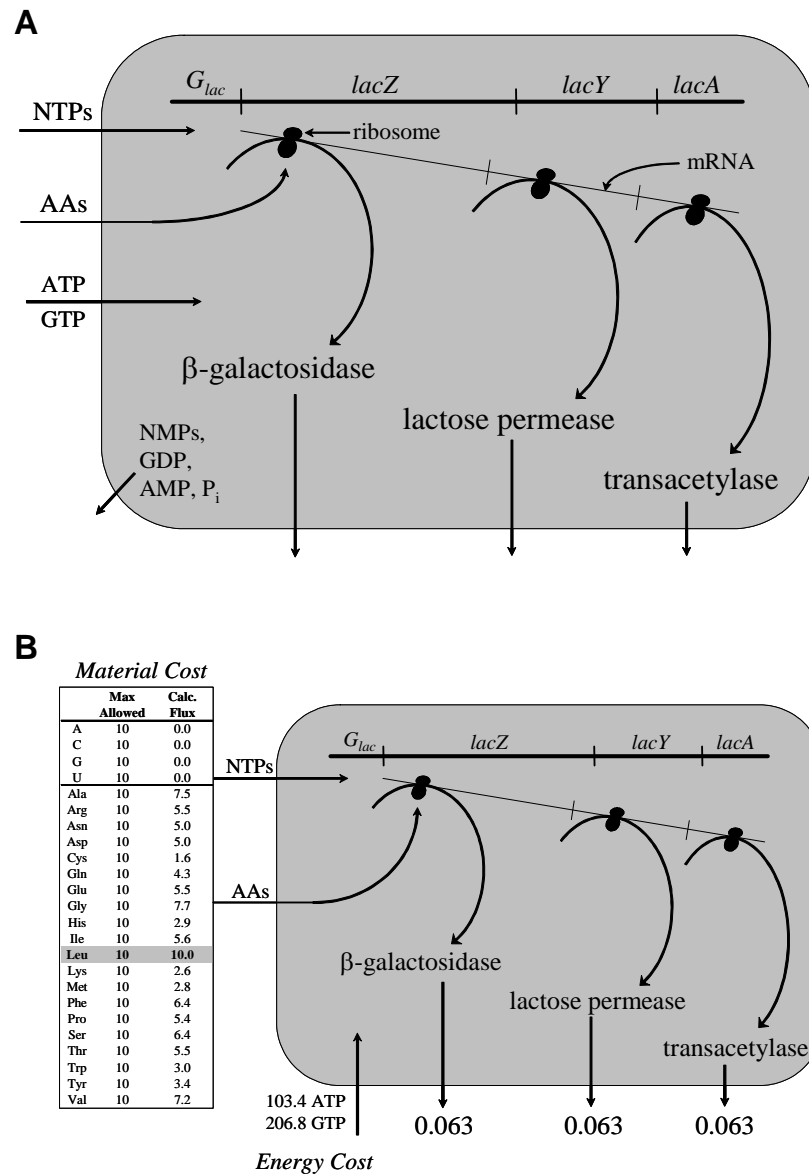 A
G_lac lacZ lacY lacA
NTPs
ribosome
mRNA
AAs
ATP
GTP
β-galactosidase
lactose permease
transacetylase
NMPs,
GDP,
AMP, P_i
B
Material Cost
Max Allowed Calc. Flux
A 10 0.0
C 10 0.0
G 10 0.0
U 10 0.0
Ala 10 7.5
Arg 10 5.5
Asn 10 5.0
Asp 10 5.0
Cys 10 1.6
Gln 10 4.3
Glu 10 5.5
Gly 10 7.7
His 10 2.9
Ile 10 5.6
Leu 10 10.0
Lys 10 2.6
Met 10 2.8
Phe 10 6.4
Pro 10 5.4
Ser 10 6.4
Thr 10 5.5
Trp 10 3.0
Tyr 10 3.4
Val 10 7.2
G_lac lacZ lacY lacA
NTPs
AAs
β-galactosidase
lactose permease
transacetylase
103.4 ATP
206.8 GTP
0.063 0.063 0.063
Energy Cost